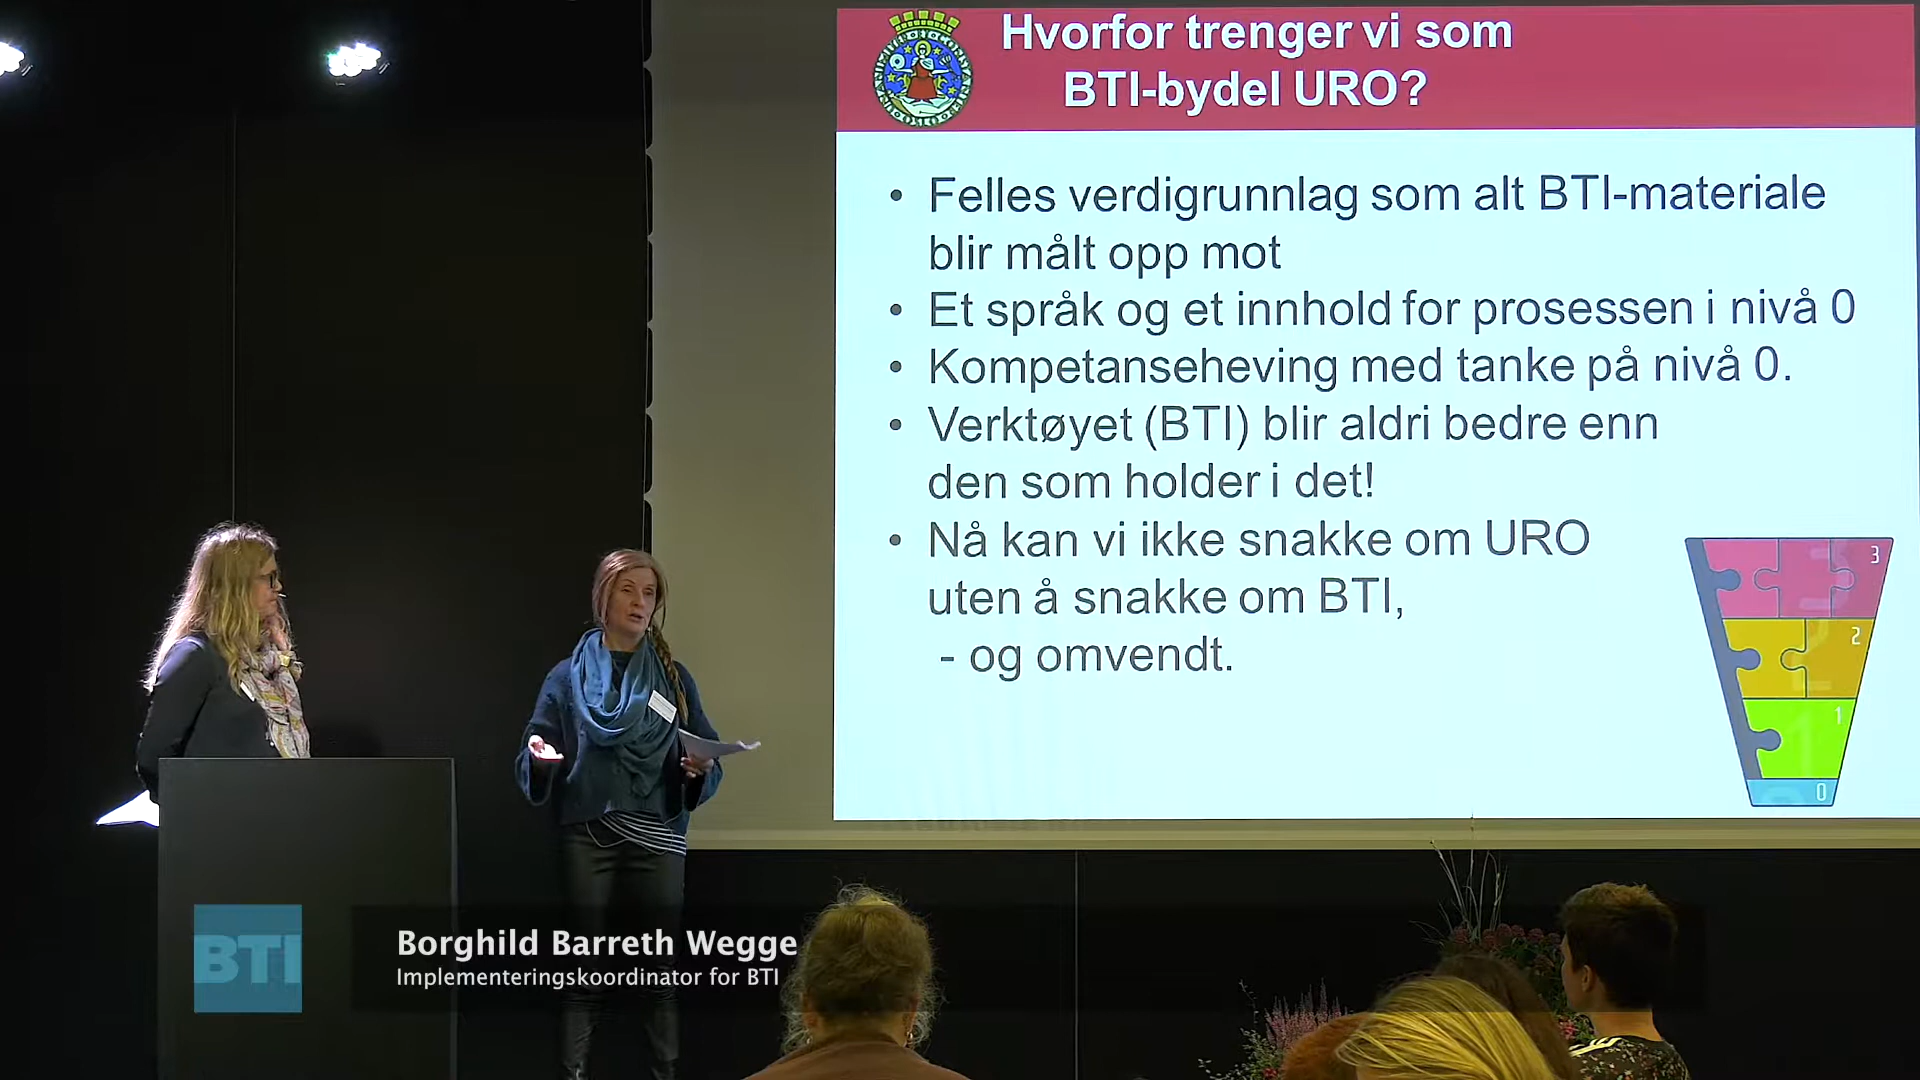 Hvorfor trenger vi som
BTI-bydel URO?
• Felles verdigrunnlag som alt BTI-materiale
blir målt opp mot
• Et språk og et innhold for prosessen i nivå 0
• Kompetanseheving med tanke på nivå 0.
• Verktøyet (BTI) blir aldri bedre enn
den som holder i det!
• Nå kan vi ikke snakke om URO
uten å snakke om BTI,
- og omvendt.
3
2
1
0
BTI
Borghild Barreth Wegge
Implementeringskoordinator for BTI